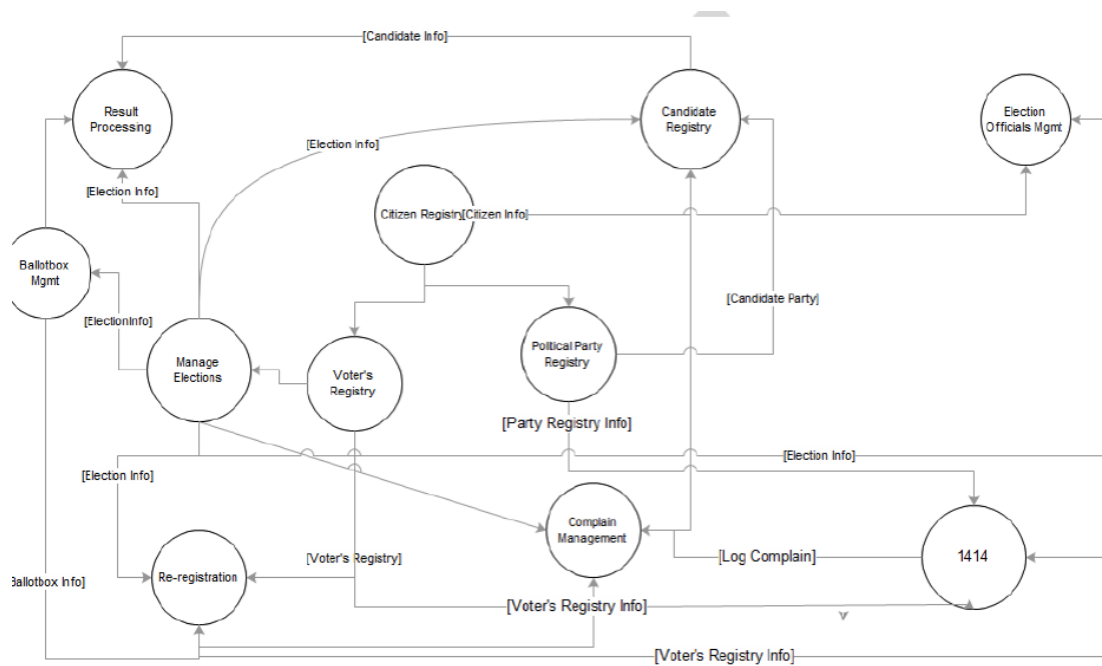 [Candidate Info]
Result
Processing
Candidate
Registry
Election
Officials Mgmt
[Election Info]
[Election Info]
Citizen Registry
[Citizen Info]
Ballotbox
Mgmt
[ElectionInfo]
[Candidate Party]
Manage
Elections
Voter's
Registry
Political Party
Registry
[Party Registry Info]
[Election Info]
[Election Info]
Complain
Management
[Voter's Registry]
[Log Complain]
1414
Re-registration
Ballotbox Info]
[Voter's Registry Info]
[Voter's Registry Info]